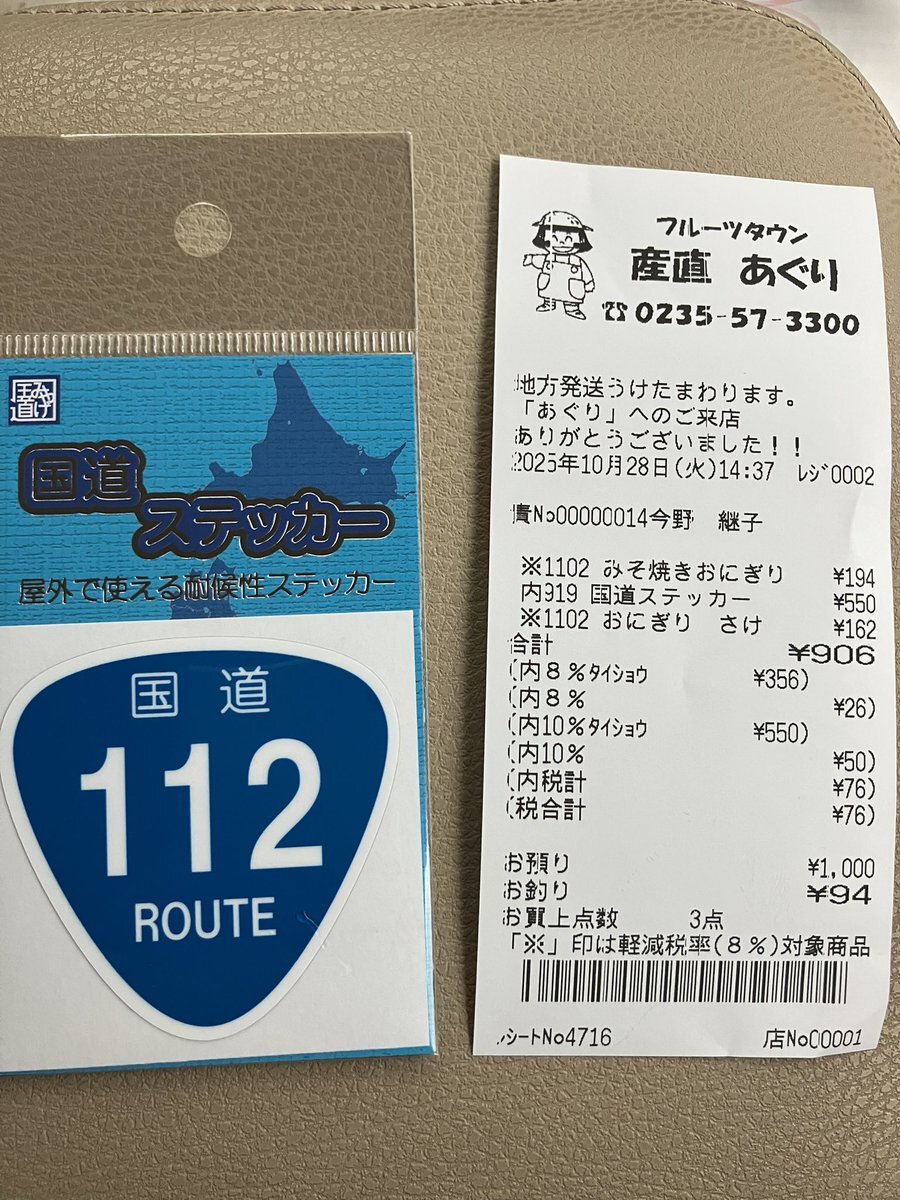 国道
みやげ
国道
ステッカー
屋外で使える耐候性ステッカー
国道
112
ROUTE
フルーツタウン
産直 あぐり
☎0235-57-3300
地方発送うけたまわります。
「あぐり」へのご来店
ありがとうございました!!
2025年10月28日(火)14:37 レジ0002
責No00000014今野 継子
※1102 みそ焼きおにぎり ¥194
内919 国道ステッカー ¥550
※1102 おにぎり さけ ¥162
合計 ¥906
(内8%タイショウ ¥356)
(内8% ¥26)
(内10%タイショウ ¥550)
(内10% ¥50)
(内税計 ¥76)
(税合計 ¥76)
お預り ¥1,000
お釣り ¥94
お買上点数 3点
「※」印は軽減税率(8%)対象商品
シートNo4716 店No00001